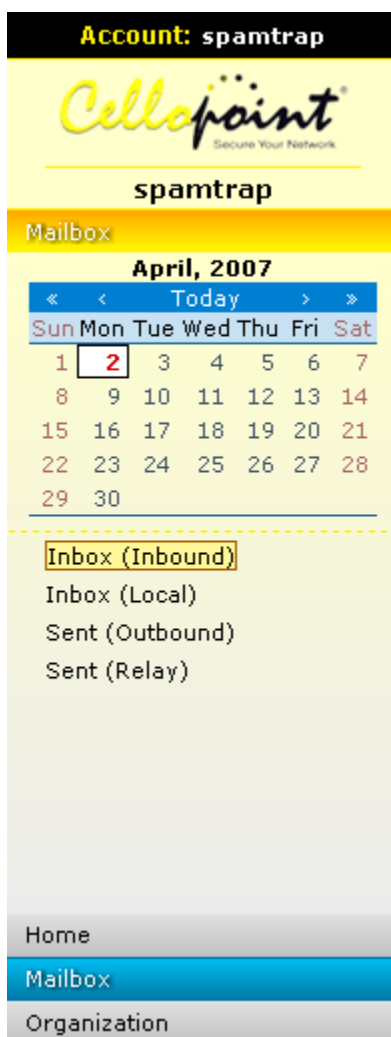 Account: spamtrap
Cellopoint®
Secure Your Network
spamtrap
Mailbox
April, 2007
« < Today > »
Sun Mon Tue Wed Thu Fri Sat
1 2 3 4 5 6 7
8 9 10 11 12 13 14
15 16 17 18 19 20 21
22 23 24 25 26 27 28
29 30
Inbox (Inbound)
Inbox (Local)
Sent (Outbound)
Sent (Relay)
Home
Mailbox
Organization